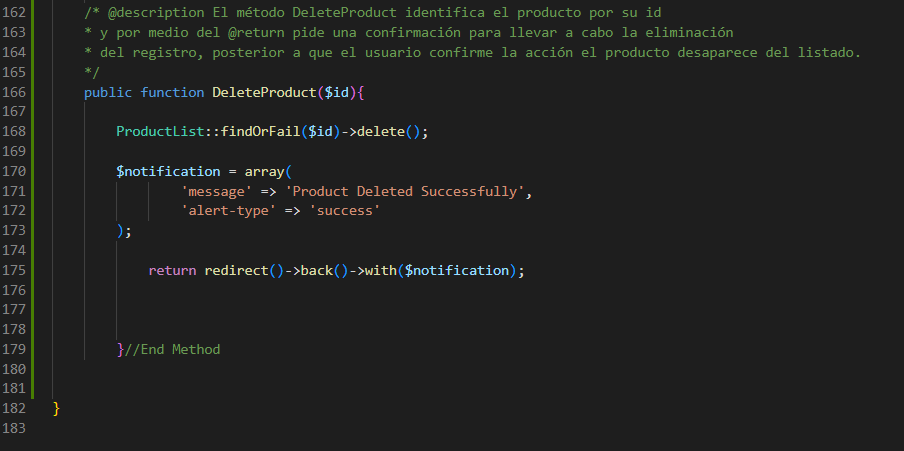 162 /* @description El método DeleteProduct identifica el producto por su id
163 * y por medio del @return pide una confirmación para llevar a cabo la eliminación
164 * del registro, posterior a que el usuario confirme la acción el producto desaparece del listado.
165 */
166 public function DeleteProduct($id){
167
168 ProductList::findOrFail($id)->delete();
169
170 $notification = array(
171 'message' => 'Product Deleted Successfully',
172 'alert-type' => 'success'
173 );
174
175 return redirect()->back()->with($notification);
176
177
178
179 }//End Method
180
181
182 }
183